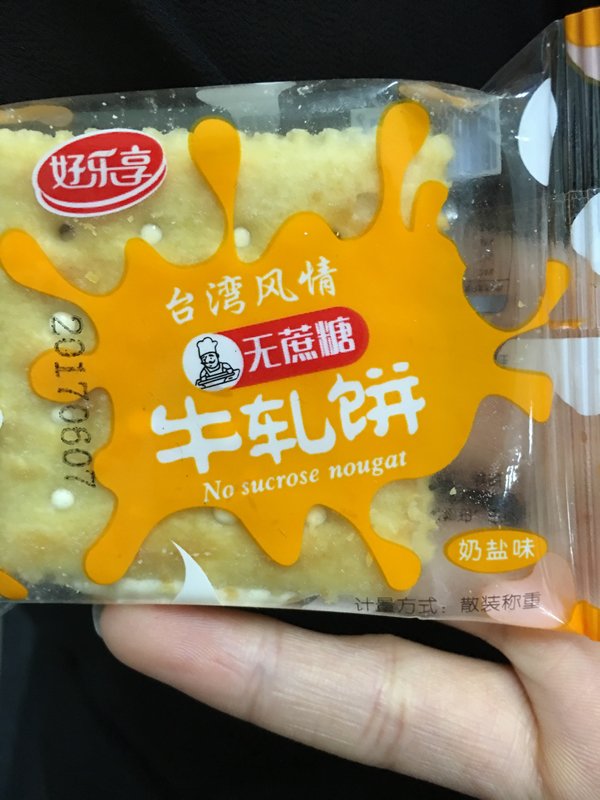 好乐享
台湾风情
无蔗糖
牛轧饼
No sucrose nougat
20170607
奶盐味
计量方式：散装称重